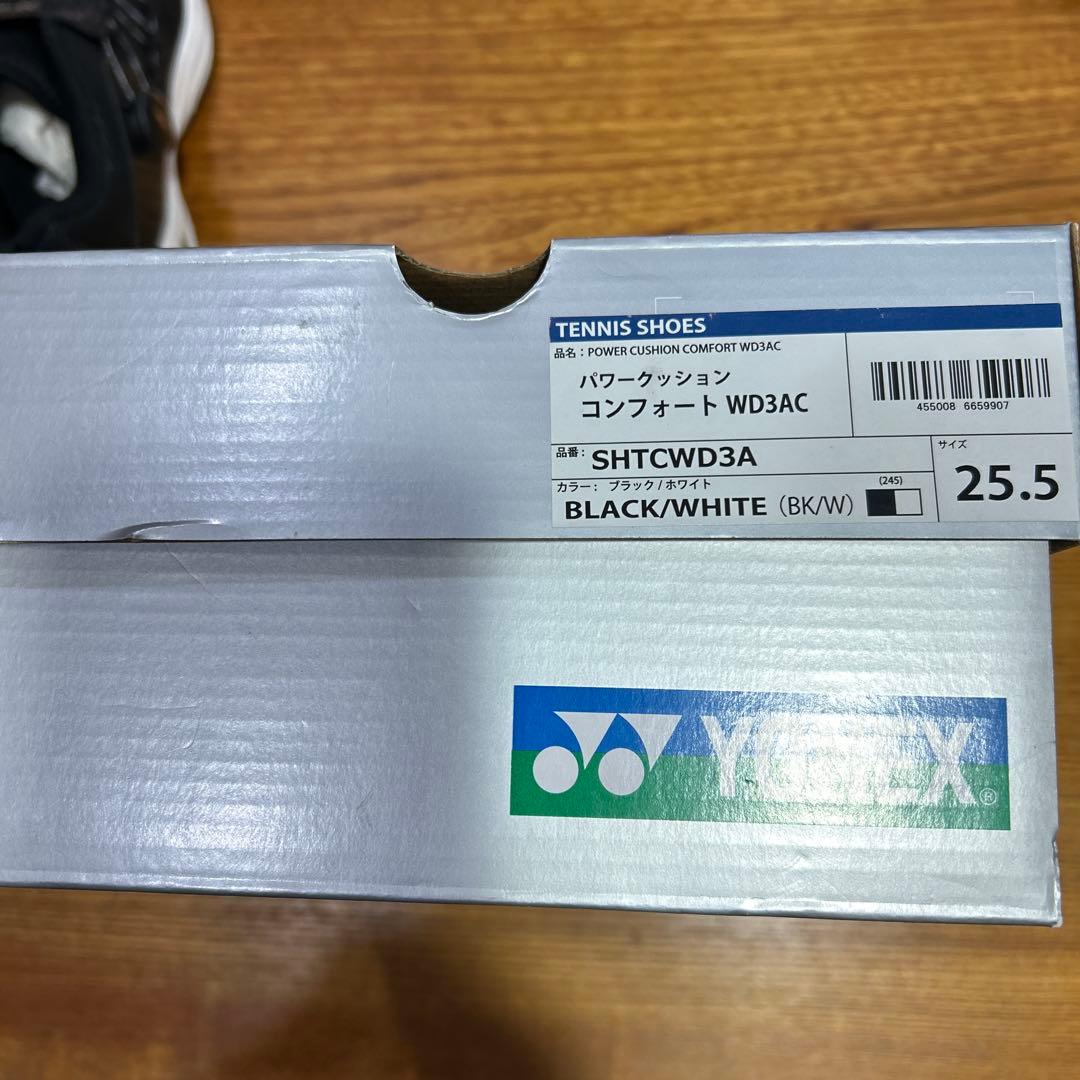 TENNIS SHOES
品名：POWER CUSHION COMFORT WD3AC
パワークッション
コンフォート WD3AC
455008 6659907
品番： SHTCWD3A
サイズ
25.5
カラー： ブラック / ホワイト
(245)
BLACK/WHITE (BK/W)
YONEX®